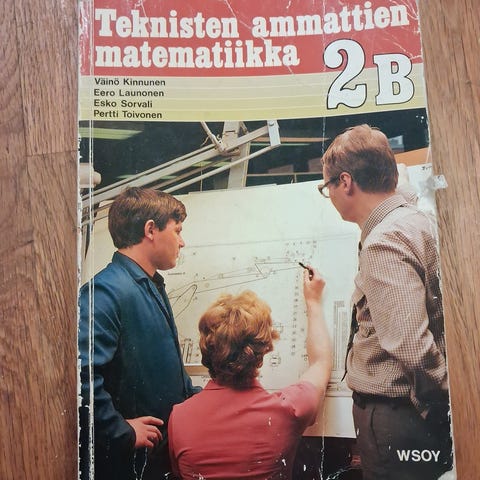 Teknisten ammattien
matematiikka
2B
Väinö Kinnunen
Eero Launonen
Esko Sorvali
Pertti Toivonen
WSOY